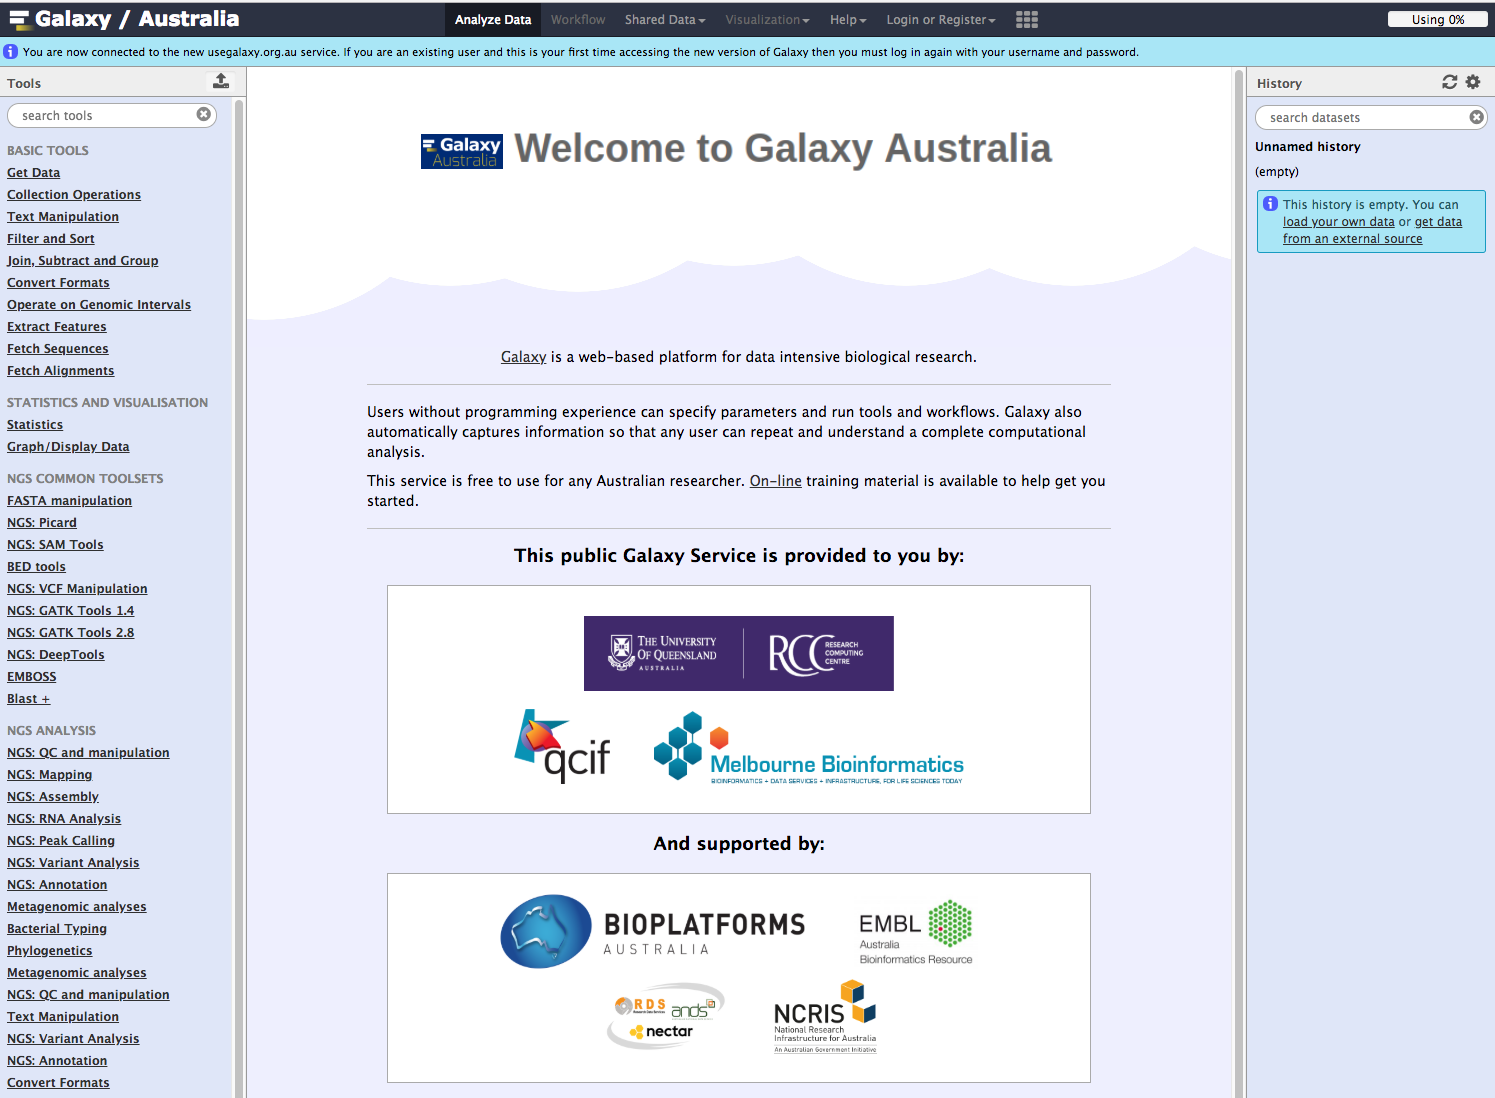 Galaxy / Australia
Analyze Data
Workflow
Shared Data
Visualization
Help
Login or Register
Using 0%
You are now connected to the new usegalaxy.org.au service. If you are an existing user and this is your first time accessing the new version of Galaxy then you must log in again with your username and password.
Tools
search tools
BASIC TOOLS
Get Data
Collection Operations
Text Manipulation
Filter and Sort
Join, Subtract and Group
Convert Formats
Operate on Genomic Intervals
Extract Features
Fetch Sequences
Fetch Alignments
STATISTICS AND VISUALISATION
Statistics
Graph/Display Data
NGS COMMON TOOLSETS
FASTA manipulation
NGS: Picard
NGS: SAM Tools
BED tools
NGS: VCF Manipulation
NGS: GATK Tools 1.4
NGS: GATK Tools 2.8
NGS: DeepTools
EMBOSS
Blast +
NGS ANALYSIS
NGS: QC and manipulation
NGS: Mapping
NGS: Assembly
NGS: RNA Analysis
NGS: Peak Calling
NGS: Variant Analysis
NGS: Annotation
Metagenomic analyses
Bacterial Typing
Phylogenetics
Metagenomic analyses
NGS: QC and manipulation
Text Manipulation
NGS: Variant Analysis
NGS: Annotation
Convert Formats
Galaxy
Australia
Welcome to Galaxy Australia
Galaxy is a web-based platform for data intensive biological research.
Users without programming experience can specify parameters and run tools and workflows. Galaxy also
automatically captures information so that any user can repeat and understand a complete computational
analysis.
This service is free to use for any Australian researcher. On-line training material is available to help get you
started.
This public Galaxy Service is provided to you by:
THE UNIVERSITY
OF QUEENSLAND
AUSTRALIA
RCC
RESEARCH
COMPUTING
CENTRE
qcif
Melbourne Bioinformatics
BIOINFORMATICS + DATA SERVICES + INFRASTRUCTURE, FOR LIFE SCIENCES TODAY
And supported by:
BIOPLATFORMS
AUSTRALIA
EMBL
Australia
Bioinformatics Resource
RDS
Research Data Services
ands
nectar
NCRIS
National Research
Infrastructure for Australia
An Australian Government Initiative
History
search datasets
Unnamed history
(empty)
This history is empty. You can
load your own data or get data
from an external source